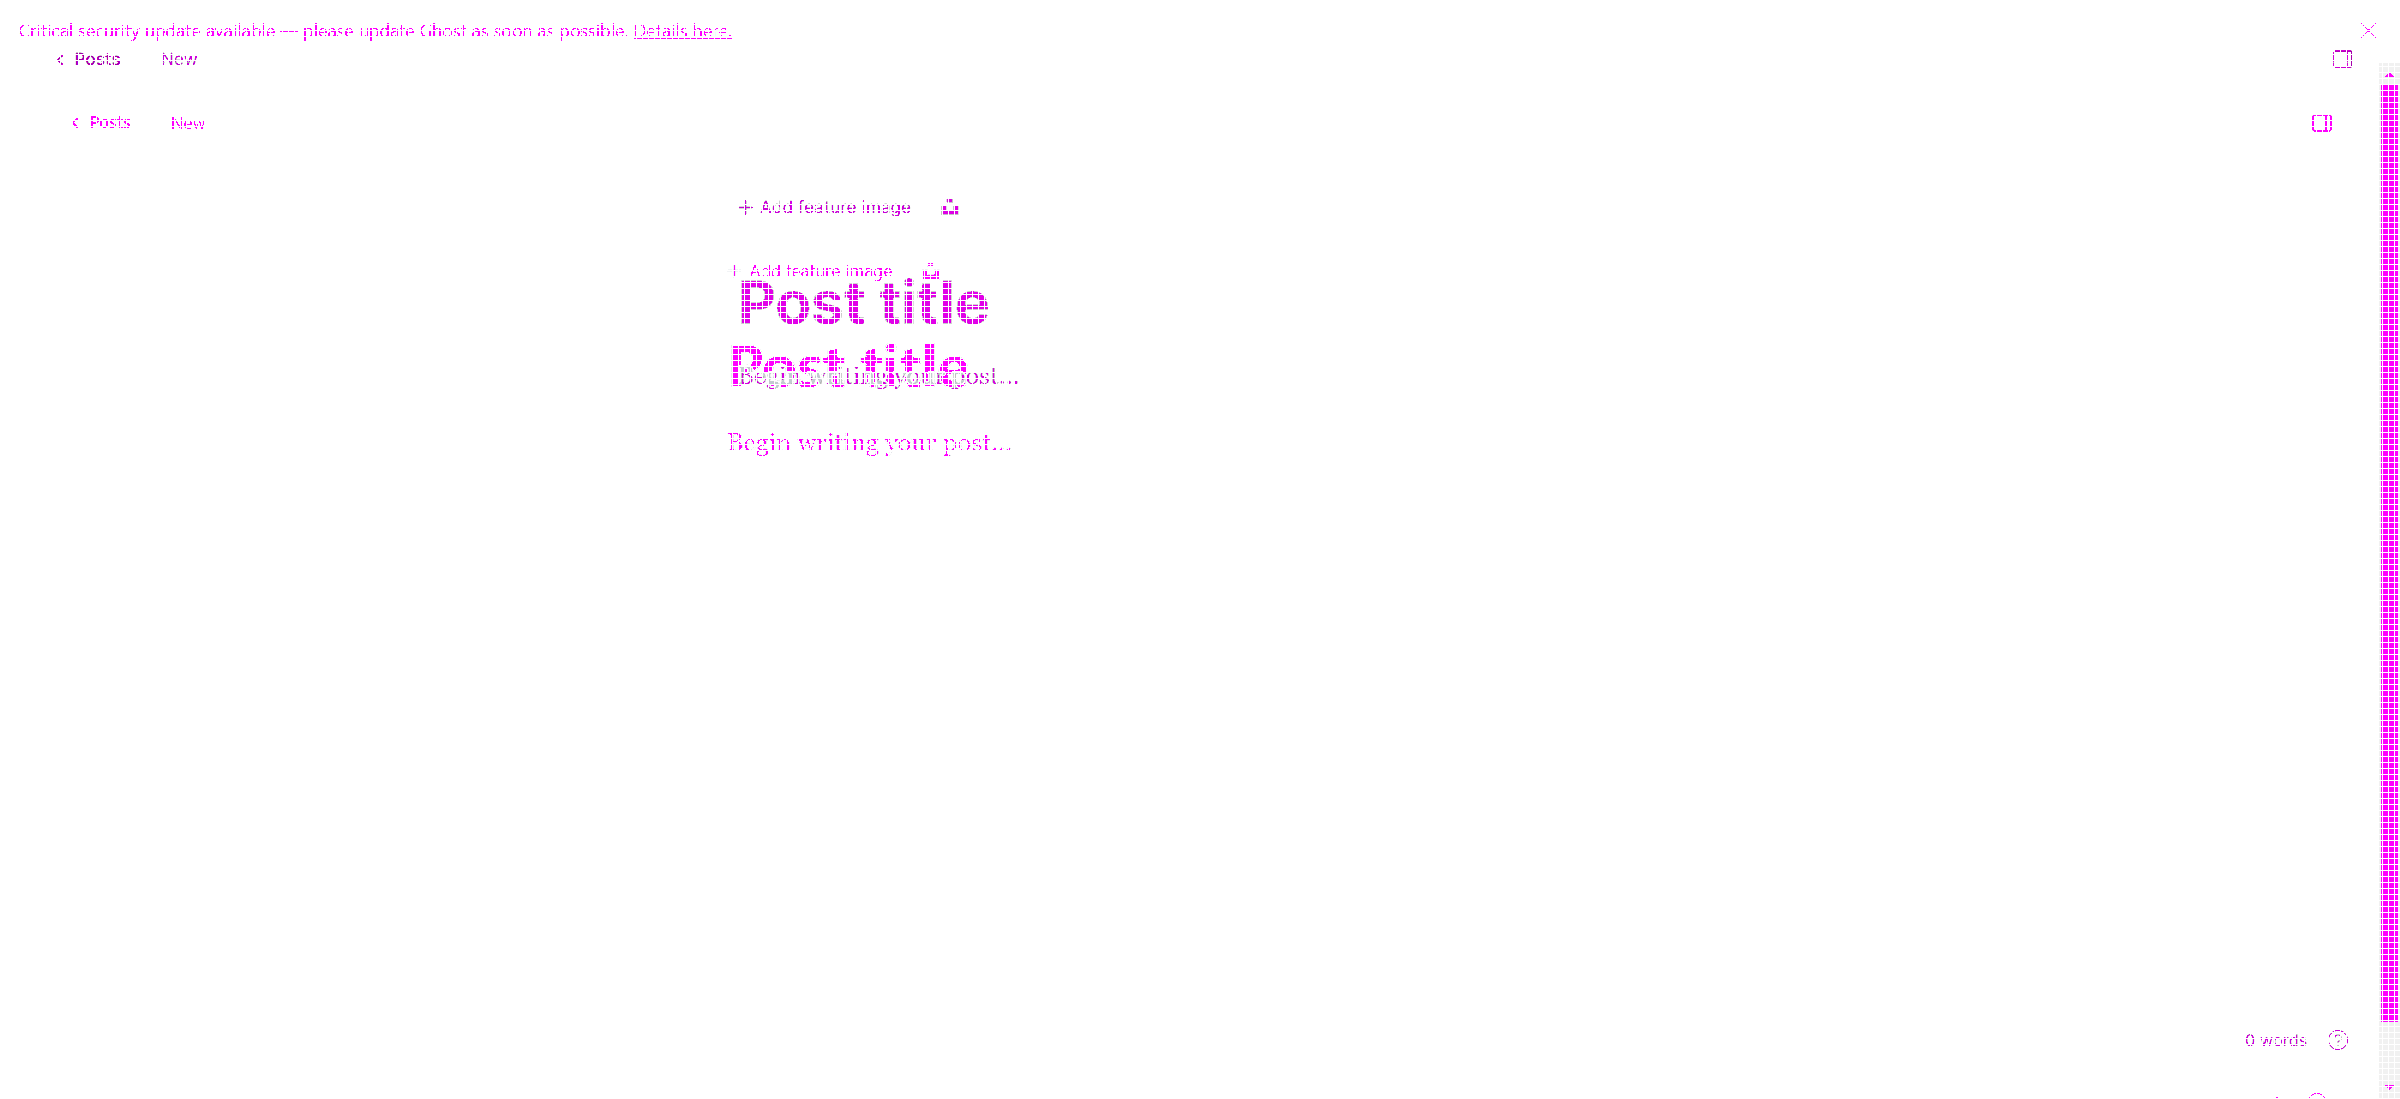 Critical security update available — please update Ghost as soon as possible. Details here.
Posts New
Posts New
Add feature image
Add feature image
Post title
Post title
Begin writing your post...
Begin writing your post...
0 words